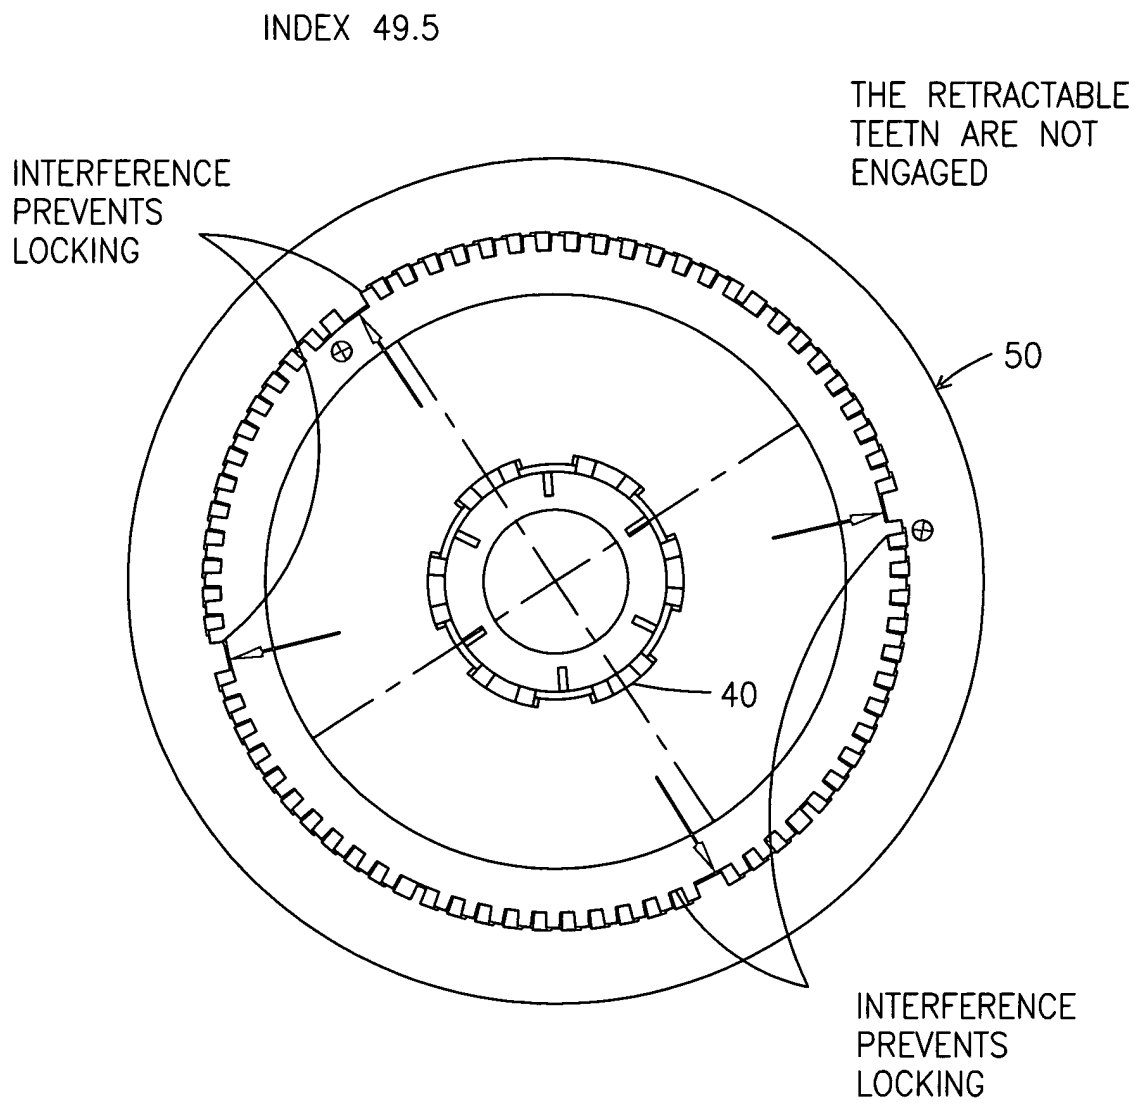 INDEX 49.5
THE RETRACTABLE
TEETN ARE NOT
ENGAGED
INTERFERENCE
PREVENTS
LOCKING
50
40
INTERFERENCE
PREVENTS
LOCKING